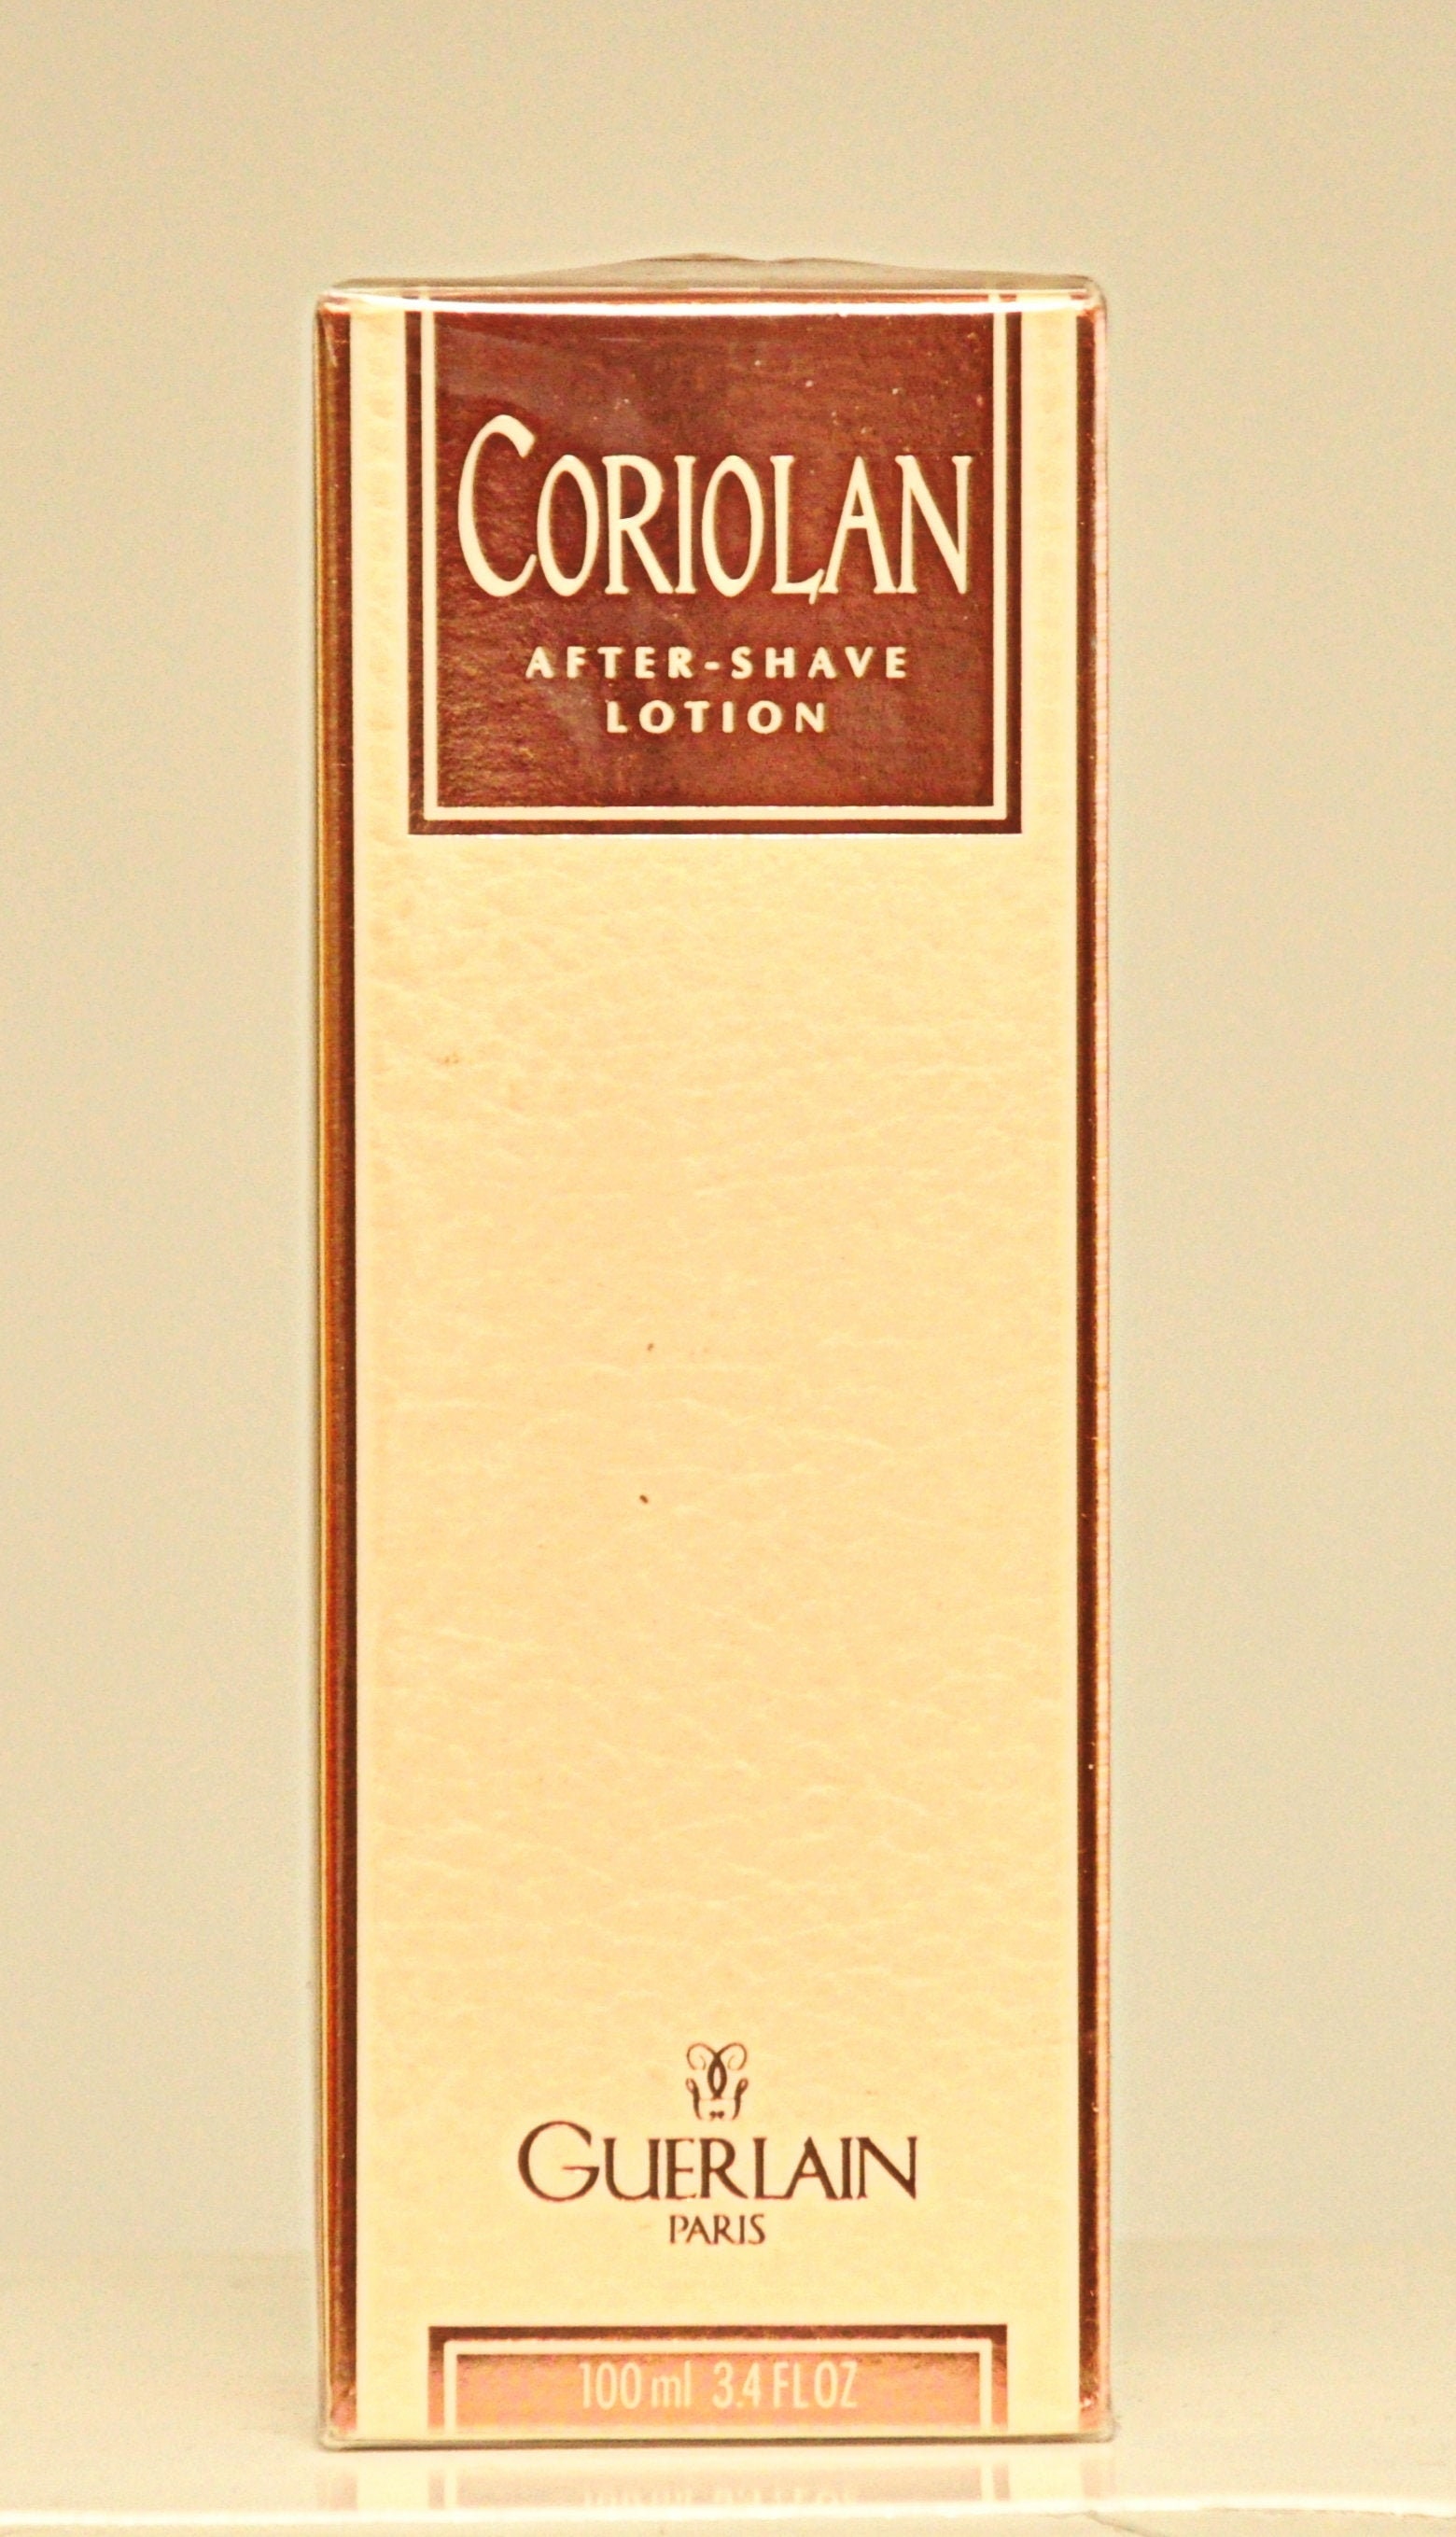 CORIOLAN
AFTER-SHAVE
LOTION
GUERLAIN
PARIS
100 ml 3.4 FL OZ